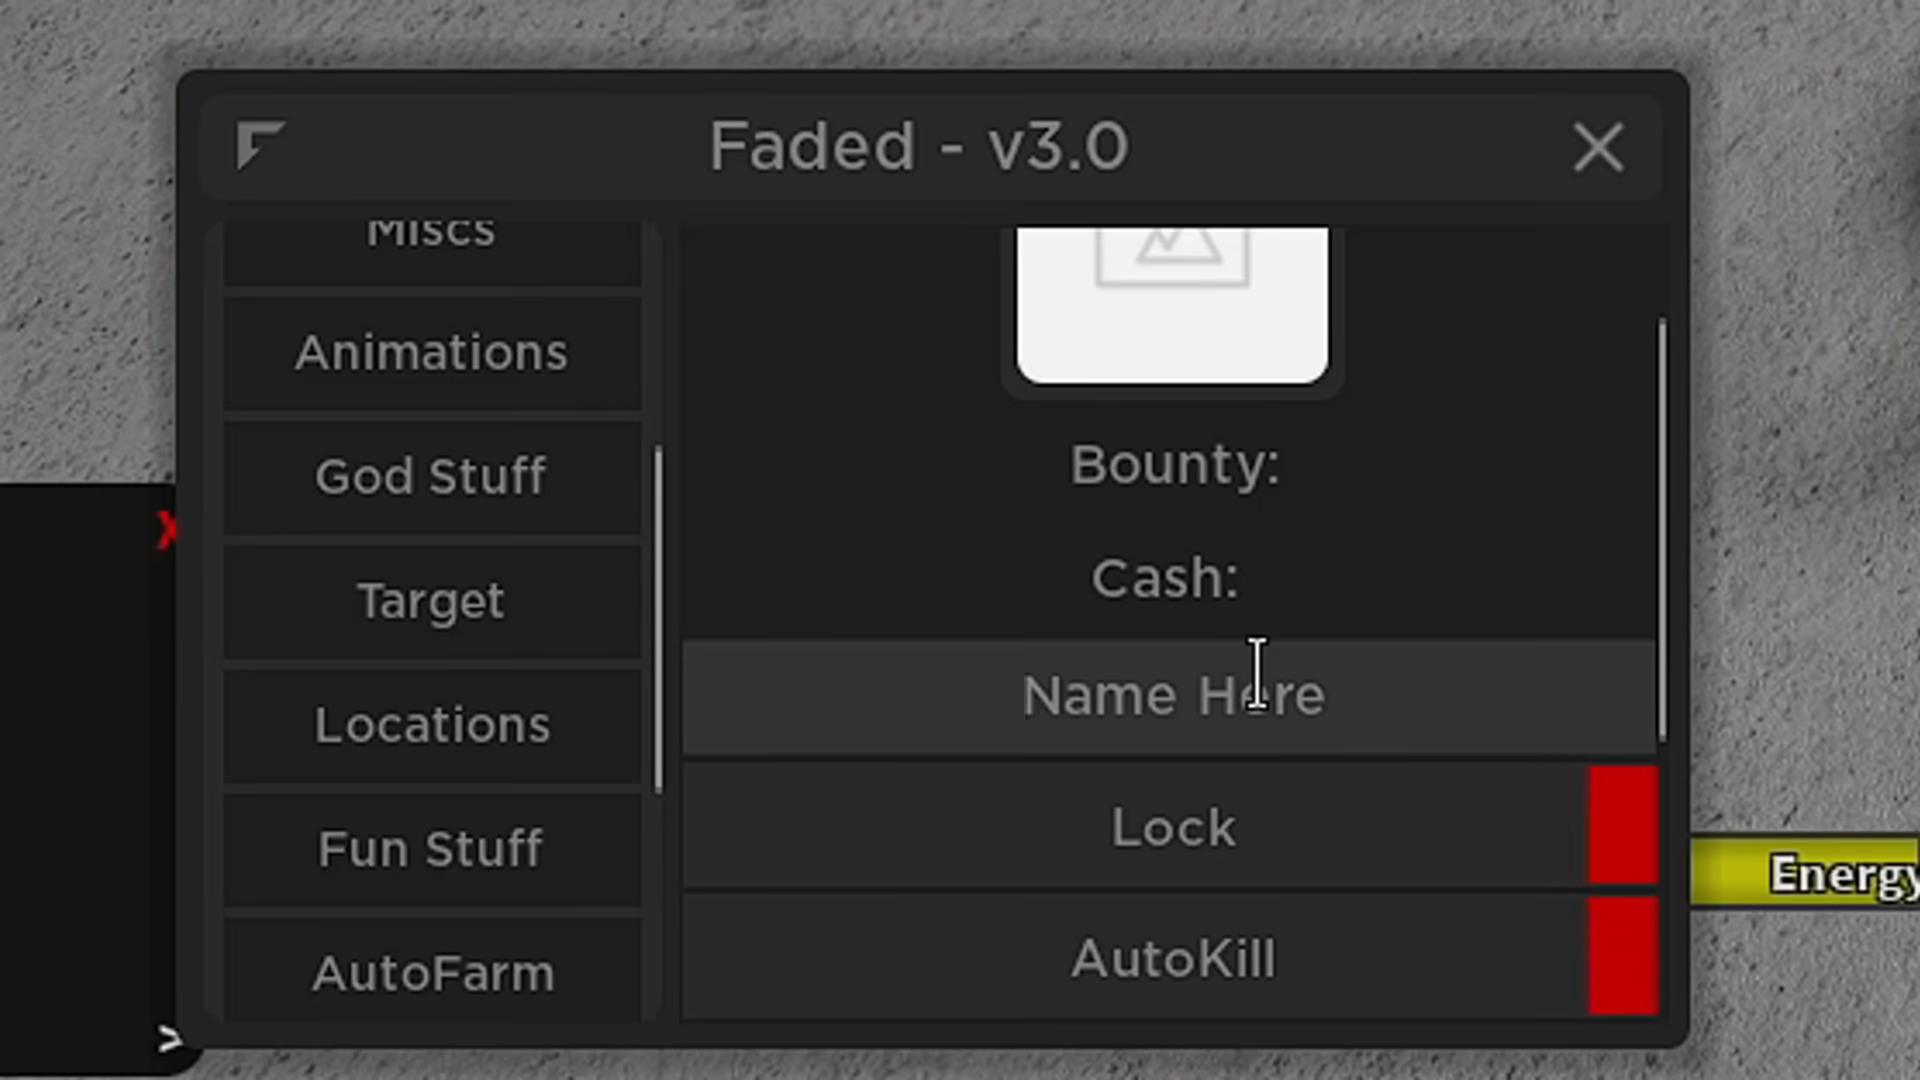 Faded - v3.0
Miscs
Animations
God Stuff
Target
Locations
Fun Stuff
AutoFarm
Bounty:
Cash:
Name Here
Lock
AutoKill
X
>
Energy